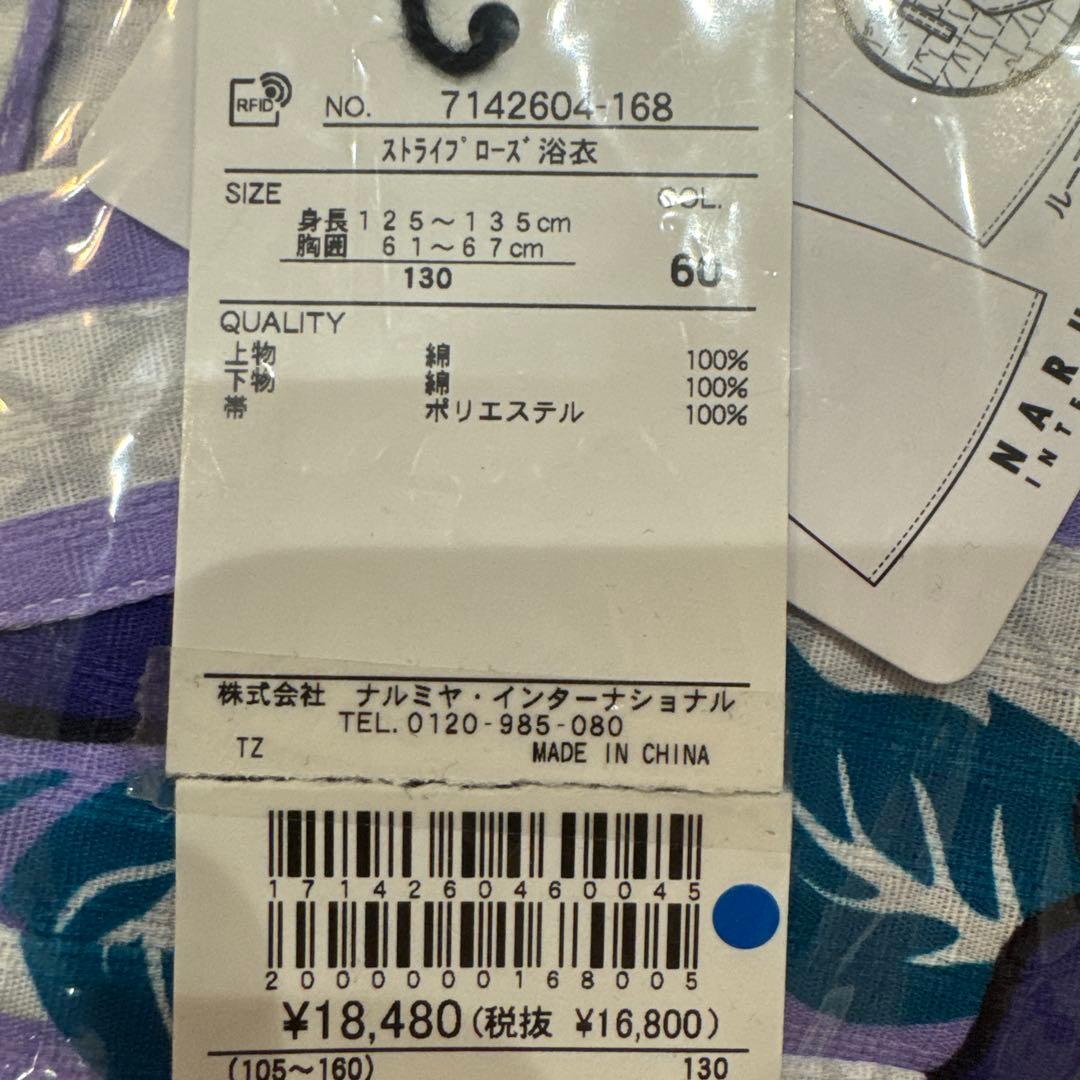 RFID NO. 7142604-168
ストライプローズ浴衣
SIZE COL.
身長125～135cm
胸囲 61～67cm
130 60
QUALITY
上物 綿 100%
下物 綿 100%
帯 ポリエステル 100%
株式会社 ナルミヤ・インターナショナル
TEL.0120-985-080
TZ MADE IN CHINA
1714260460045
2000000168005
¥18,480(税抜 ¥16,800)
(105～160) 130